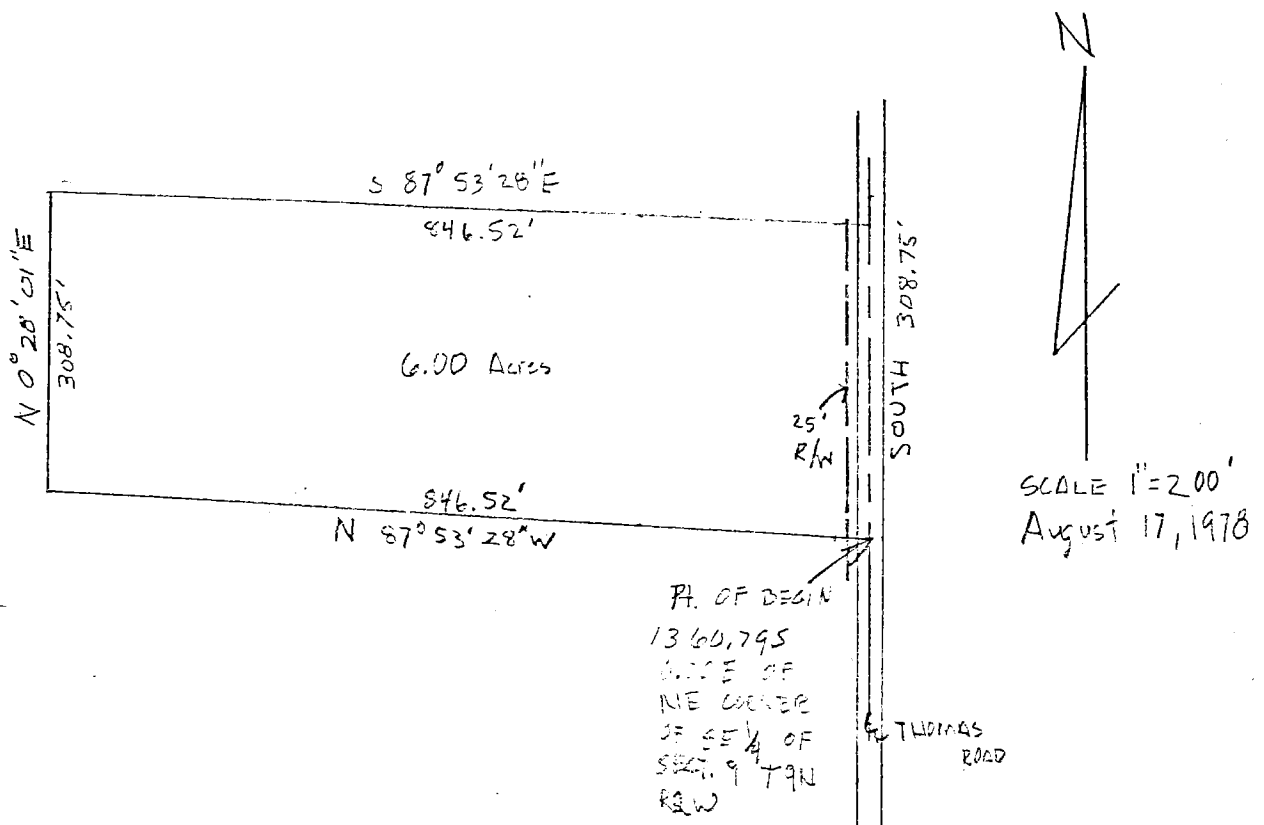 N
S 87° 53' 28" E
846.52'
N 0° 28' 01" E
308.75'
6.00 Acres
25'
R/W
SOUTH 308.75'
SCALE 1"=200'
August 17, 1978
846.52'
N 87° 53' 28" W
Pt. OF BEGIN
1360.79S
OF
NE CORNER
OF SE 1/4 OF
SECT. 9 T9N
THOMAS
ROAD